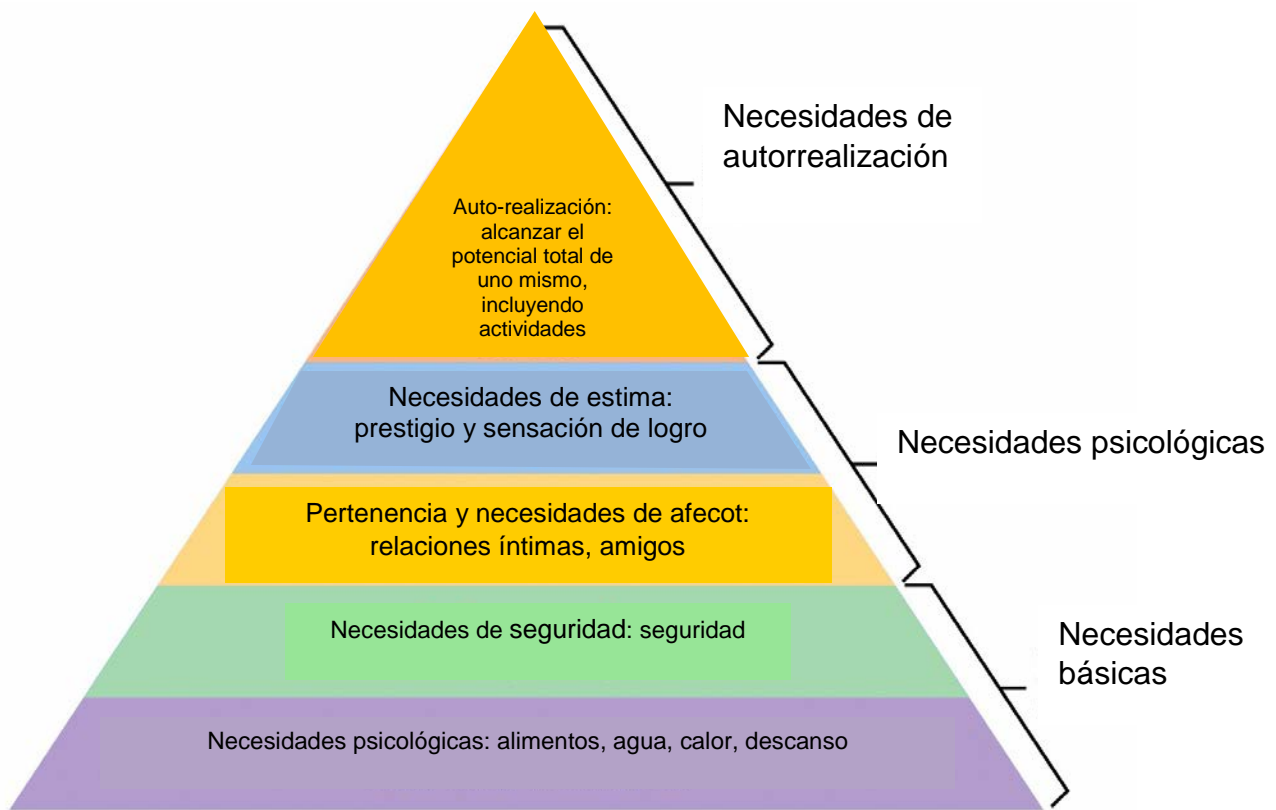 Necesidades de
autorrealización
Auto-realización:
alcanzar el
potencial total de
uno mismo,
incluyendo
actividades
Necesidades de estima:
prestigio y sensación de logro
Necesidades psicológicas
Pertenencia y necesidades de afecot:
relaciones íntimas, amigos
Necesidades de seguridad: seguridad
Necesidades
básicas
Necesidades psicológicas: alimentos, agua, calor, descanso